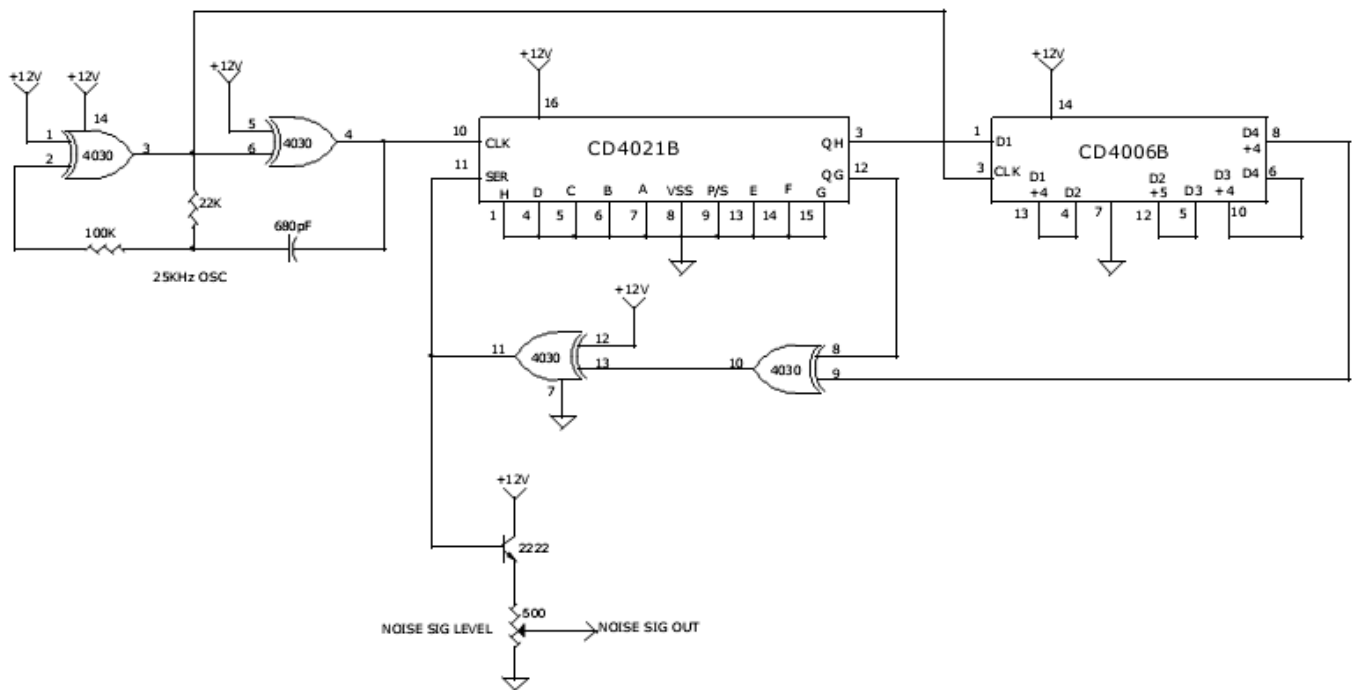 +12V
+12V
+12V
+12V
+12V
14
1
2
4030
3
5
6
4030
4
22K
100K
680pF
25KHz OSC
16
10
CLK
11
SER
CD4021B
QH
3
QG
12
H
D
C
B
A
VSS
P/S
E
F
G
1
4
5
6
7
8
9
13
14
15
14
1
D1
3
CLK
CD4006B
D4
+4
8
D4
6
D1
+4
D2
D2
+5
D3
D3
+4
13
4
7
12
5
10
+12V
11
4030
12
13
7
10
4030
8
9
+12V
2222
500
NOISE SIG LEVEL
NOISE SIG OUT